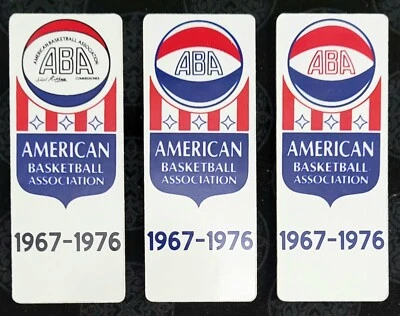 AMERICAN BASKETBALL ASSOCIATION
ABA
COMMISSIONER
AMERICAN
BASKETBALL
ASSOCIATION
1967-1976
ABA
AMERICAN
BASKETBALL
ASSOCIATION
1967-1976
ABA
AMERICAN
BASKETBALL
ASSOCIATION
1967-1976